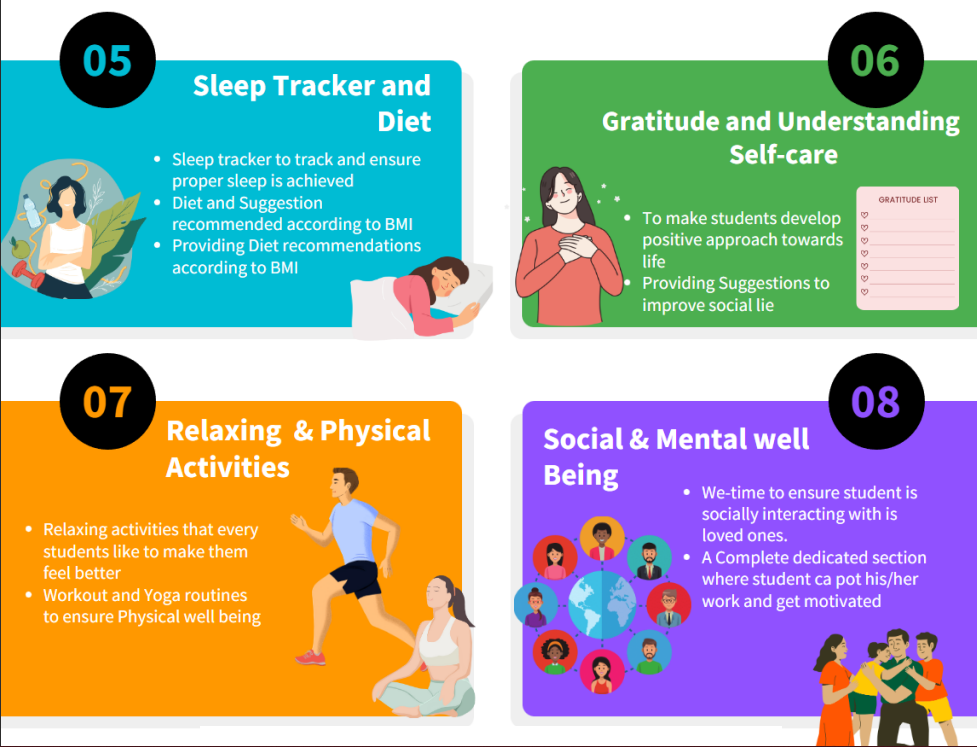 05
Sleep Tracker and
Diet
• Sleep tracker to track and ensure
proper sleep is achieved
• Diet and Suggestion
recommended according to BMI
• Providing Diet recommendations
according to BMI
06
Gratitude and Understanding
Self-care
• To make students develop
positive approach towards
life
• Providing Suggestions to
improve social lie
GRATITUDE LIST
07
Relaxing & Physical
Activities
• Relaxing activities that every
students like to make them
feel better
• Workout and Yoga routines
to ensure Physical well being
08
Social & Mental well
Being
• We-time to ensure student is
socially interacting with is
loved ones.
• A Complete dedicated section
where student ca pot his/her
work and get motivated